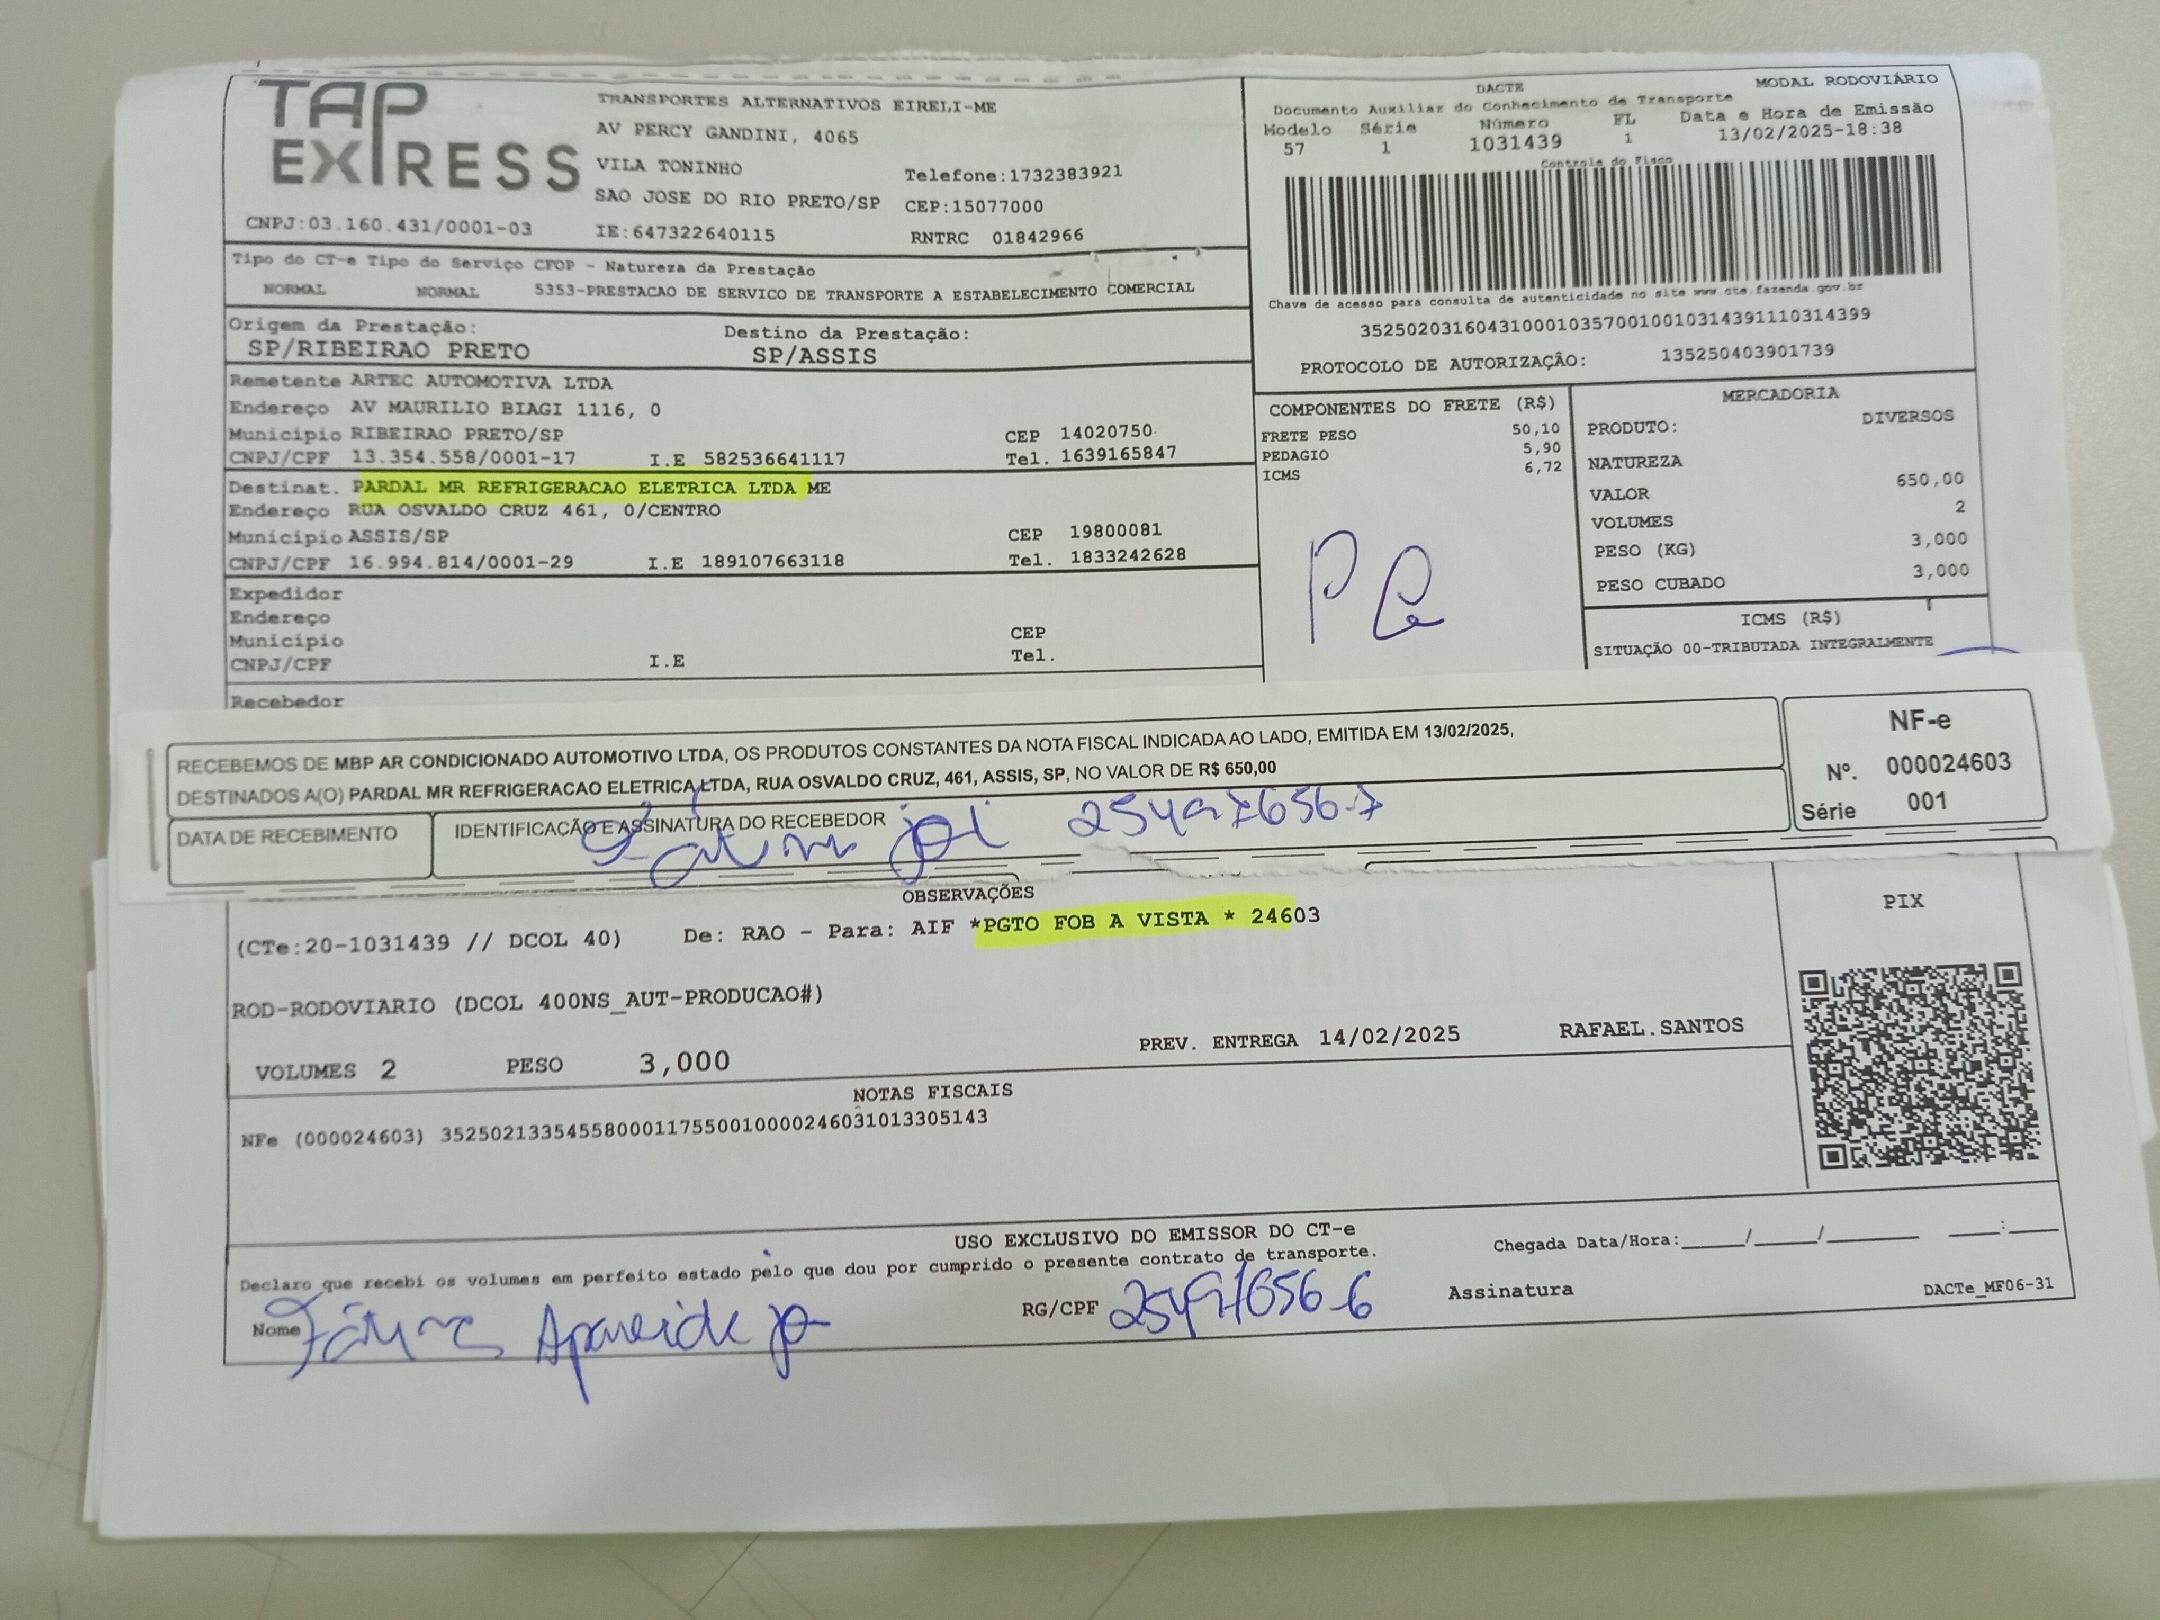 TAP EXPRESS
TRANSPORTES ALTERNATIVOS EIRELI-ME
AV PERCY GANDINI, 4065
VILA TONINHO
Telefone:1732383921
SAO JOSE DO RIO PRETO/SP CEP:15077000
CNPJ:03.160.431/0001-03 IE:647322640115 RNTRC 01842966
DACTE MODAL RODOVIÁRIO
Documento Auxiliar do Conhecimento de Transporte
Modelo Série Número FL Data e Hora de Emissão
57 1 1031439 1 13/02/2025-18:38
Controle do Fisco
Chave de acesso para consulta de autenticidade no site www.cte.fazenda.gov.br
35250203160431000103570010010314391110314399
PROTOCOLO DE AUTORIZAÇÃO: 135250403901739
Tipo do CT-e Tipo do Serviço CFOP - Natureza da Prestação
NORMAL NORMAL 5353-PRESTACAO DE SERVICO DE TRANSPORTE A ESTABELECIMENTO COMERCIAL
Origem da Prestação: Destino da Prestação:
SP/RIBEIRAO PRETO SP/ASSIS
Remetente ARTEC AUTOMOTIVA LTDA
Endereço AV MAURILIO BIAGI 1116, 0
Município RIBEIRAO PRETO/SP CEP 14020750
CNPJ/CPF 13.354.558/0001-17 I.E 582536641117 Tel. 1639165847
Destinat. PARDAL MR REFRIGERACAO ELETRICA LTDA ME
Endereço RUA OSVALDO CRUZ 461, 0/CENTRO
Município ASSIS/SP CEP 19800081
CNPJ/CPF 16.994.814/0001-29 I.E 189107663118 Tel. 1833242628
Expedidor
Endereço
Município CEP
CNPJ/CPF I.E Tel.
Recebedor
COMPONENTES DO FRETE (R$)
FRETE PESO 50,10
PEDAGIO 5,90
ICMS 6,72
MERCADORIA
PRODUTO: DIVERSOS
NATUREZA
VALOR 650,00
VOLUMES 2
PESO (KG) 3,000
PESO CUBADO 3,000
ICMS (R$)
SITUAÇÃO 00-TRIBUTADA INTEGRALMENTE
RECEBEMOS DE MBP AR CONDICIONADO AUTOMOTIVO LTDA, OS PRODUTOS CONSTANTES DA NOTA FISCAL INDICADA AO LADO, EMITIDA EM 13/02/2025,
DESTINADOS A(O) PARDAL MR REFRIGERACAO ELETRICA LTDA, RUA OSVALDO CRUZ, 461, ASSIS, SP, NO VALOR DE R$ 650,00
DATA DE RECEBIMENTO IDENTIFICAÇÃO E ASSINATURA DO RECEBEDOR
NF-e
Nº. 000024603
Série 001
OBSERVAÇÕES
(CTe:20-1031439 // DCOL 40) De: RAO - Para: AIF *PGTO FOB A VISTA * 24603
ROD-RODOVIARIO (DCOL 400NS_AUT-PRODUCAO#)
PREV. ENTREGA 14/02/2025 RAFAEL.SANTOS
VOLUMES 2 PESO 3,000
PIX
NOTAS FISCAIS
NFe (000024603) 35250213354558000117550010000246031013305143
USO EXCLUSIVO DO EMISSOR DO CT-e
Declaro que recebi os volumes em perfeito estado pelo que dou por cumprido o presente contrato de transporte.
Chegada Data/Hora:_____/_____/________ ____:____
Nome RG/CPF Assinatura
DACTe_MF06-31